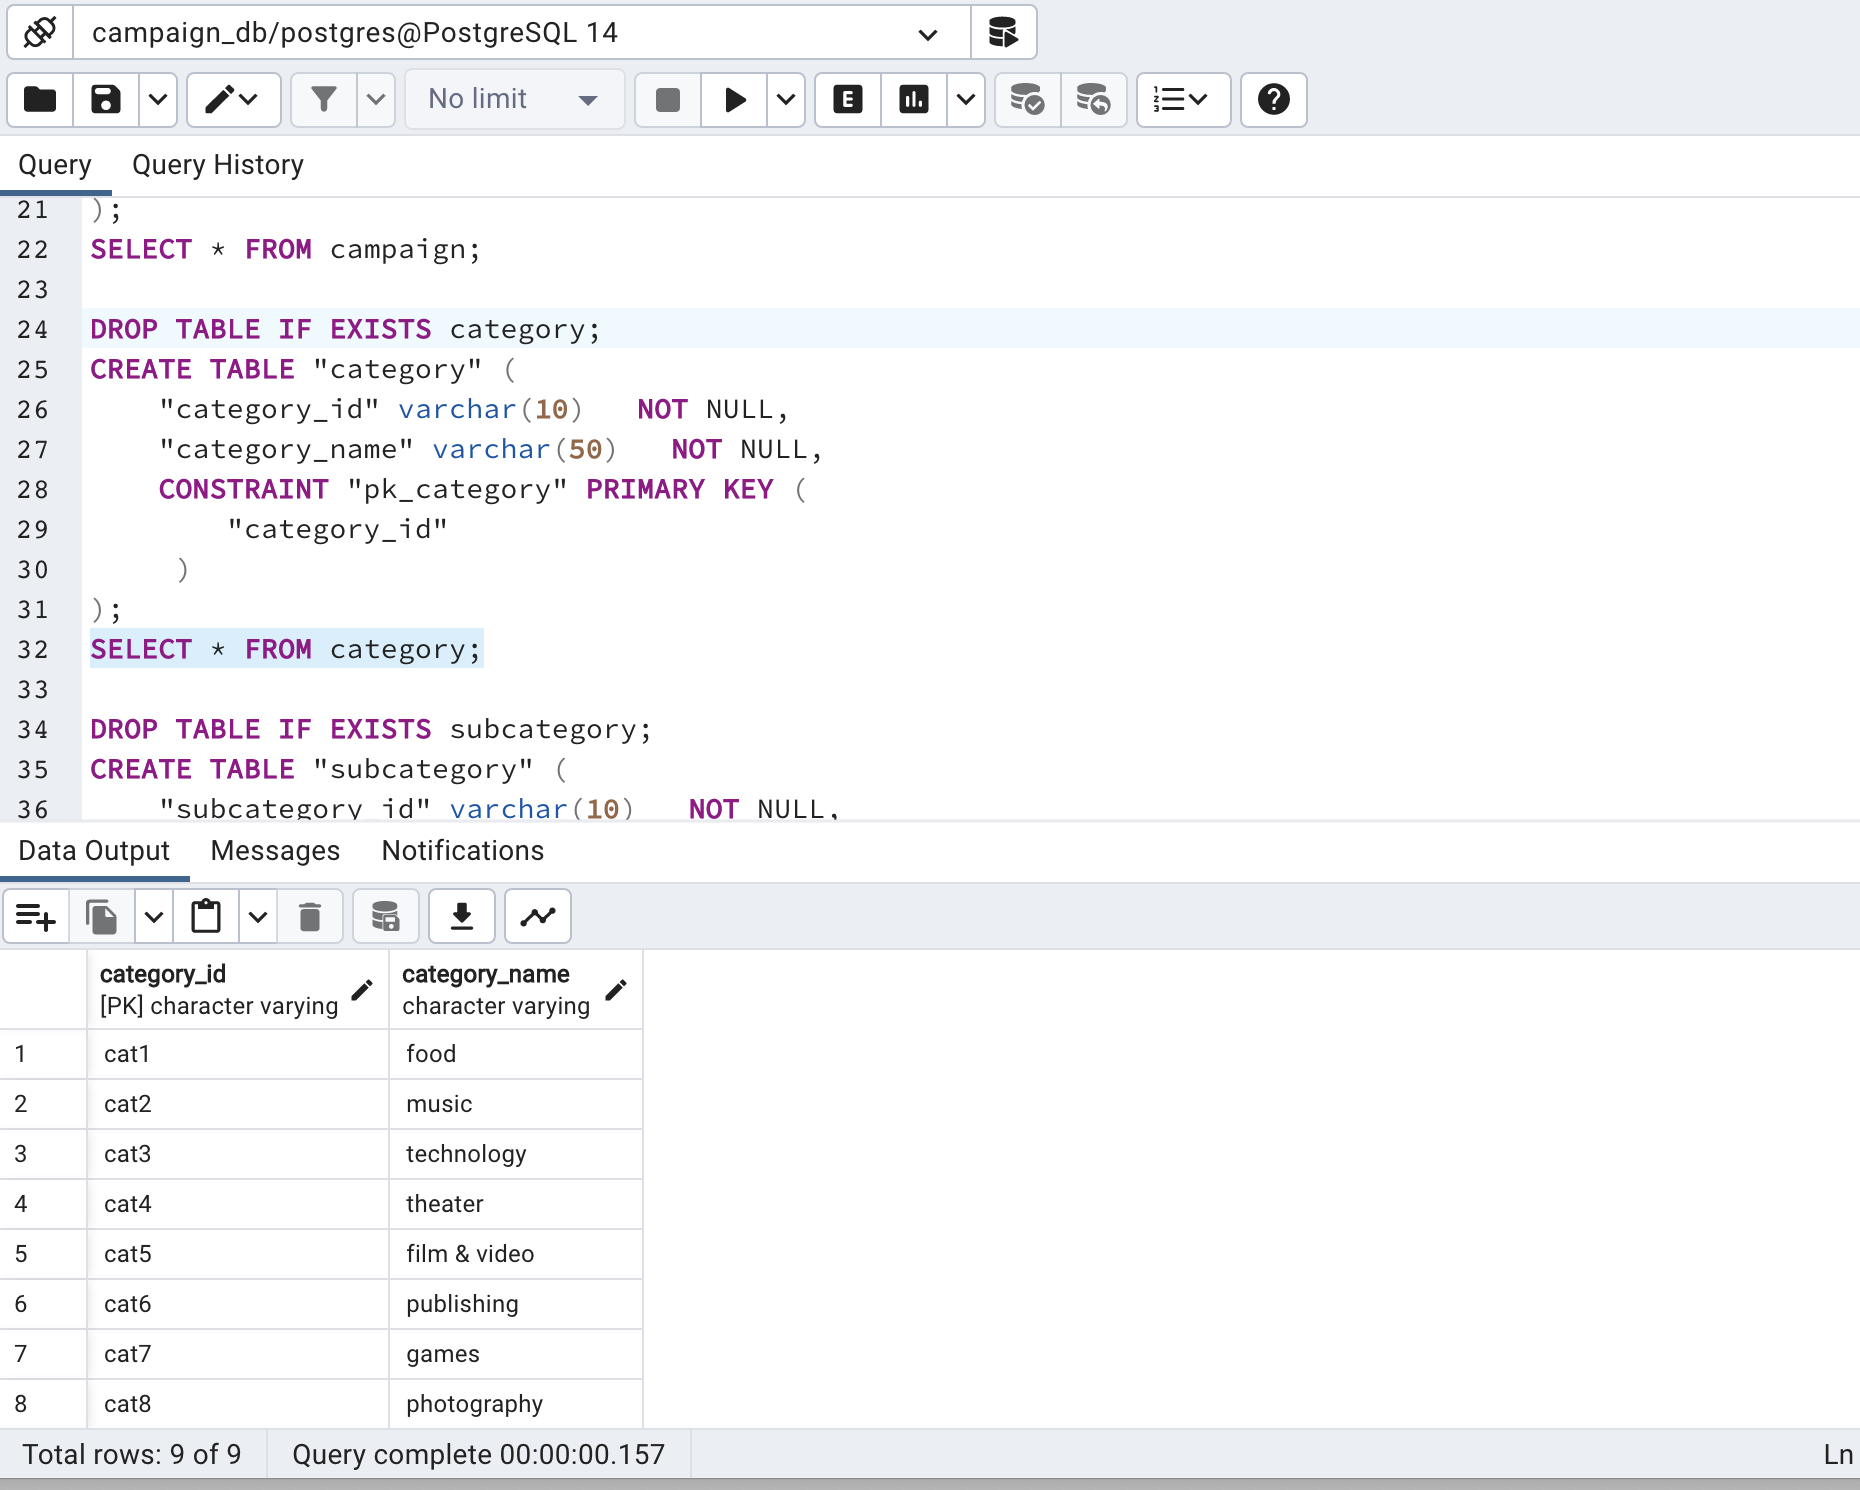 campaign_db/postgres@PostgreSQL 14
No limit
E
Query Query History
21 );
22 SELECT * FROM campaign;
23
24 DROP TABLE IF EXISTS category;
25 CREATE TABLE "category" (
26 "category_id" varchar(10) NOT NULL,
27 "category_name" varchar(50) NOT NULL,
28 CONSTRAINT "pk_category" PRIMARY KEY (
29 "category_id"
30 )
31 );
32 SELECT * FROM category;
33
34 DROP TABLE IF EXISTS subcategory;
35 CREATE TABLE "subcategory" (
36 "subcategory_id" varchar(10) NOT NULL,
Data Output Messages Notifications
category_id category_name
[PK] character varying character varying
1 cat1 food
2 cat2 music
3 cat3 technology
4 cat4 theater
5 cat5 film & video
6 cat6 publishing
7 cat7 games
8 cat8 photography
Total rows: 9 of 9 Query complete 00:00:00.157 Ln